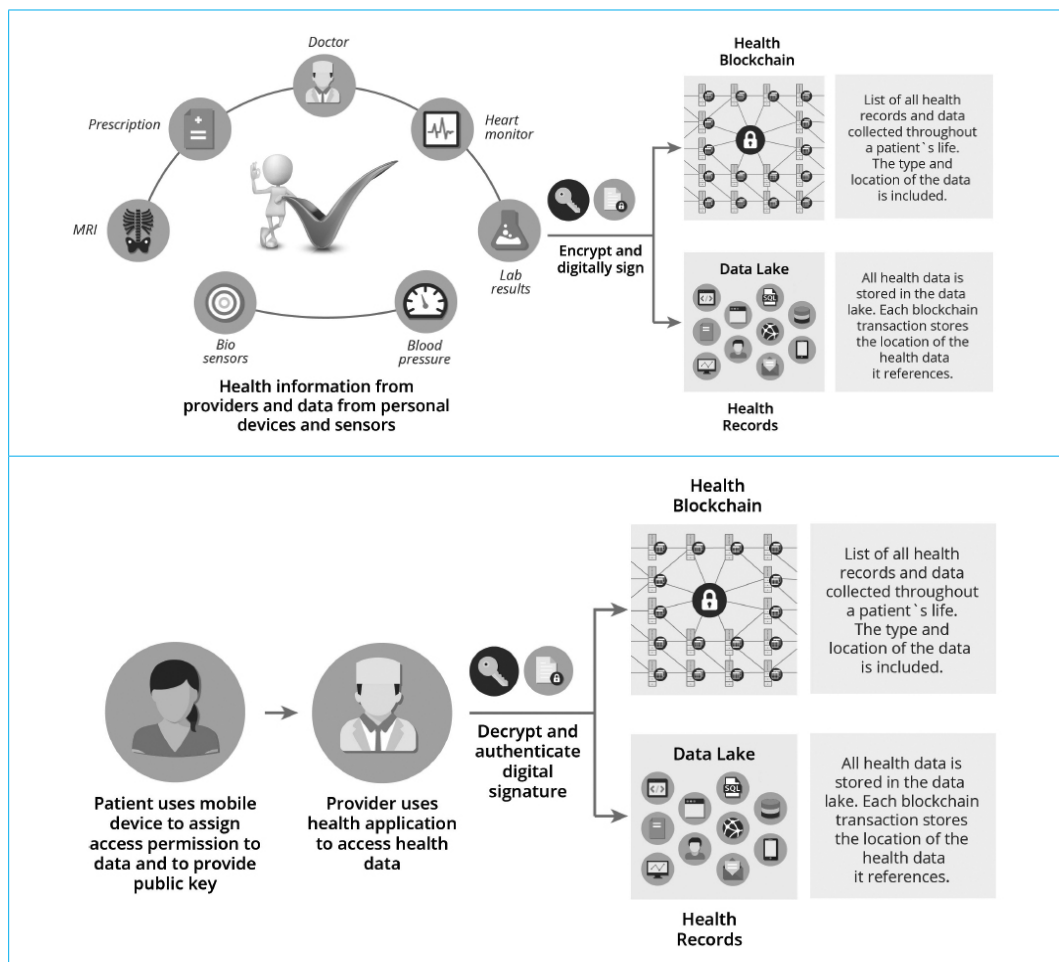 Doctor
Prescription
Heart
monitor
MRI
Lab
results
Bio
sensors
Blood
pressure
Health information from
providers and data from personal
devices and sensors
Encrypt and
digitally sign
Health
Blockchain
List of all health
records and data
collected throughout
a patient`s life.
The type and
location of the data
is included.
Data Lake
SQL
Health
Records
All health data is
stored in the data
lake. Each blockchain
transaction stores
the location of the
health data
it references.
Patient uses mobile
device to assign
access permission to
data and to provide
public key
Provider uses
health application
to access health
data
Decrypt and
authenticate
digital
signature
Health
Blockchain
List of all health
records and data
collected throughout
a patient`s life.
The type and
location of the data
is included.
Data Lake
SQL
Health
Records
All health data is
stored in the data
lake. Each blockchain
transaction stores
the location of the
health data
it references.